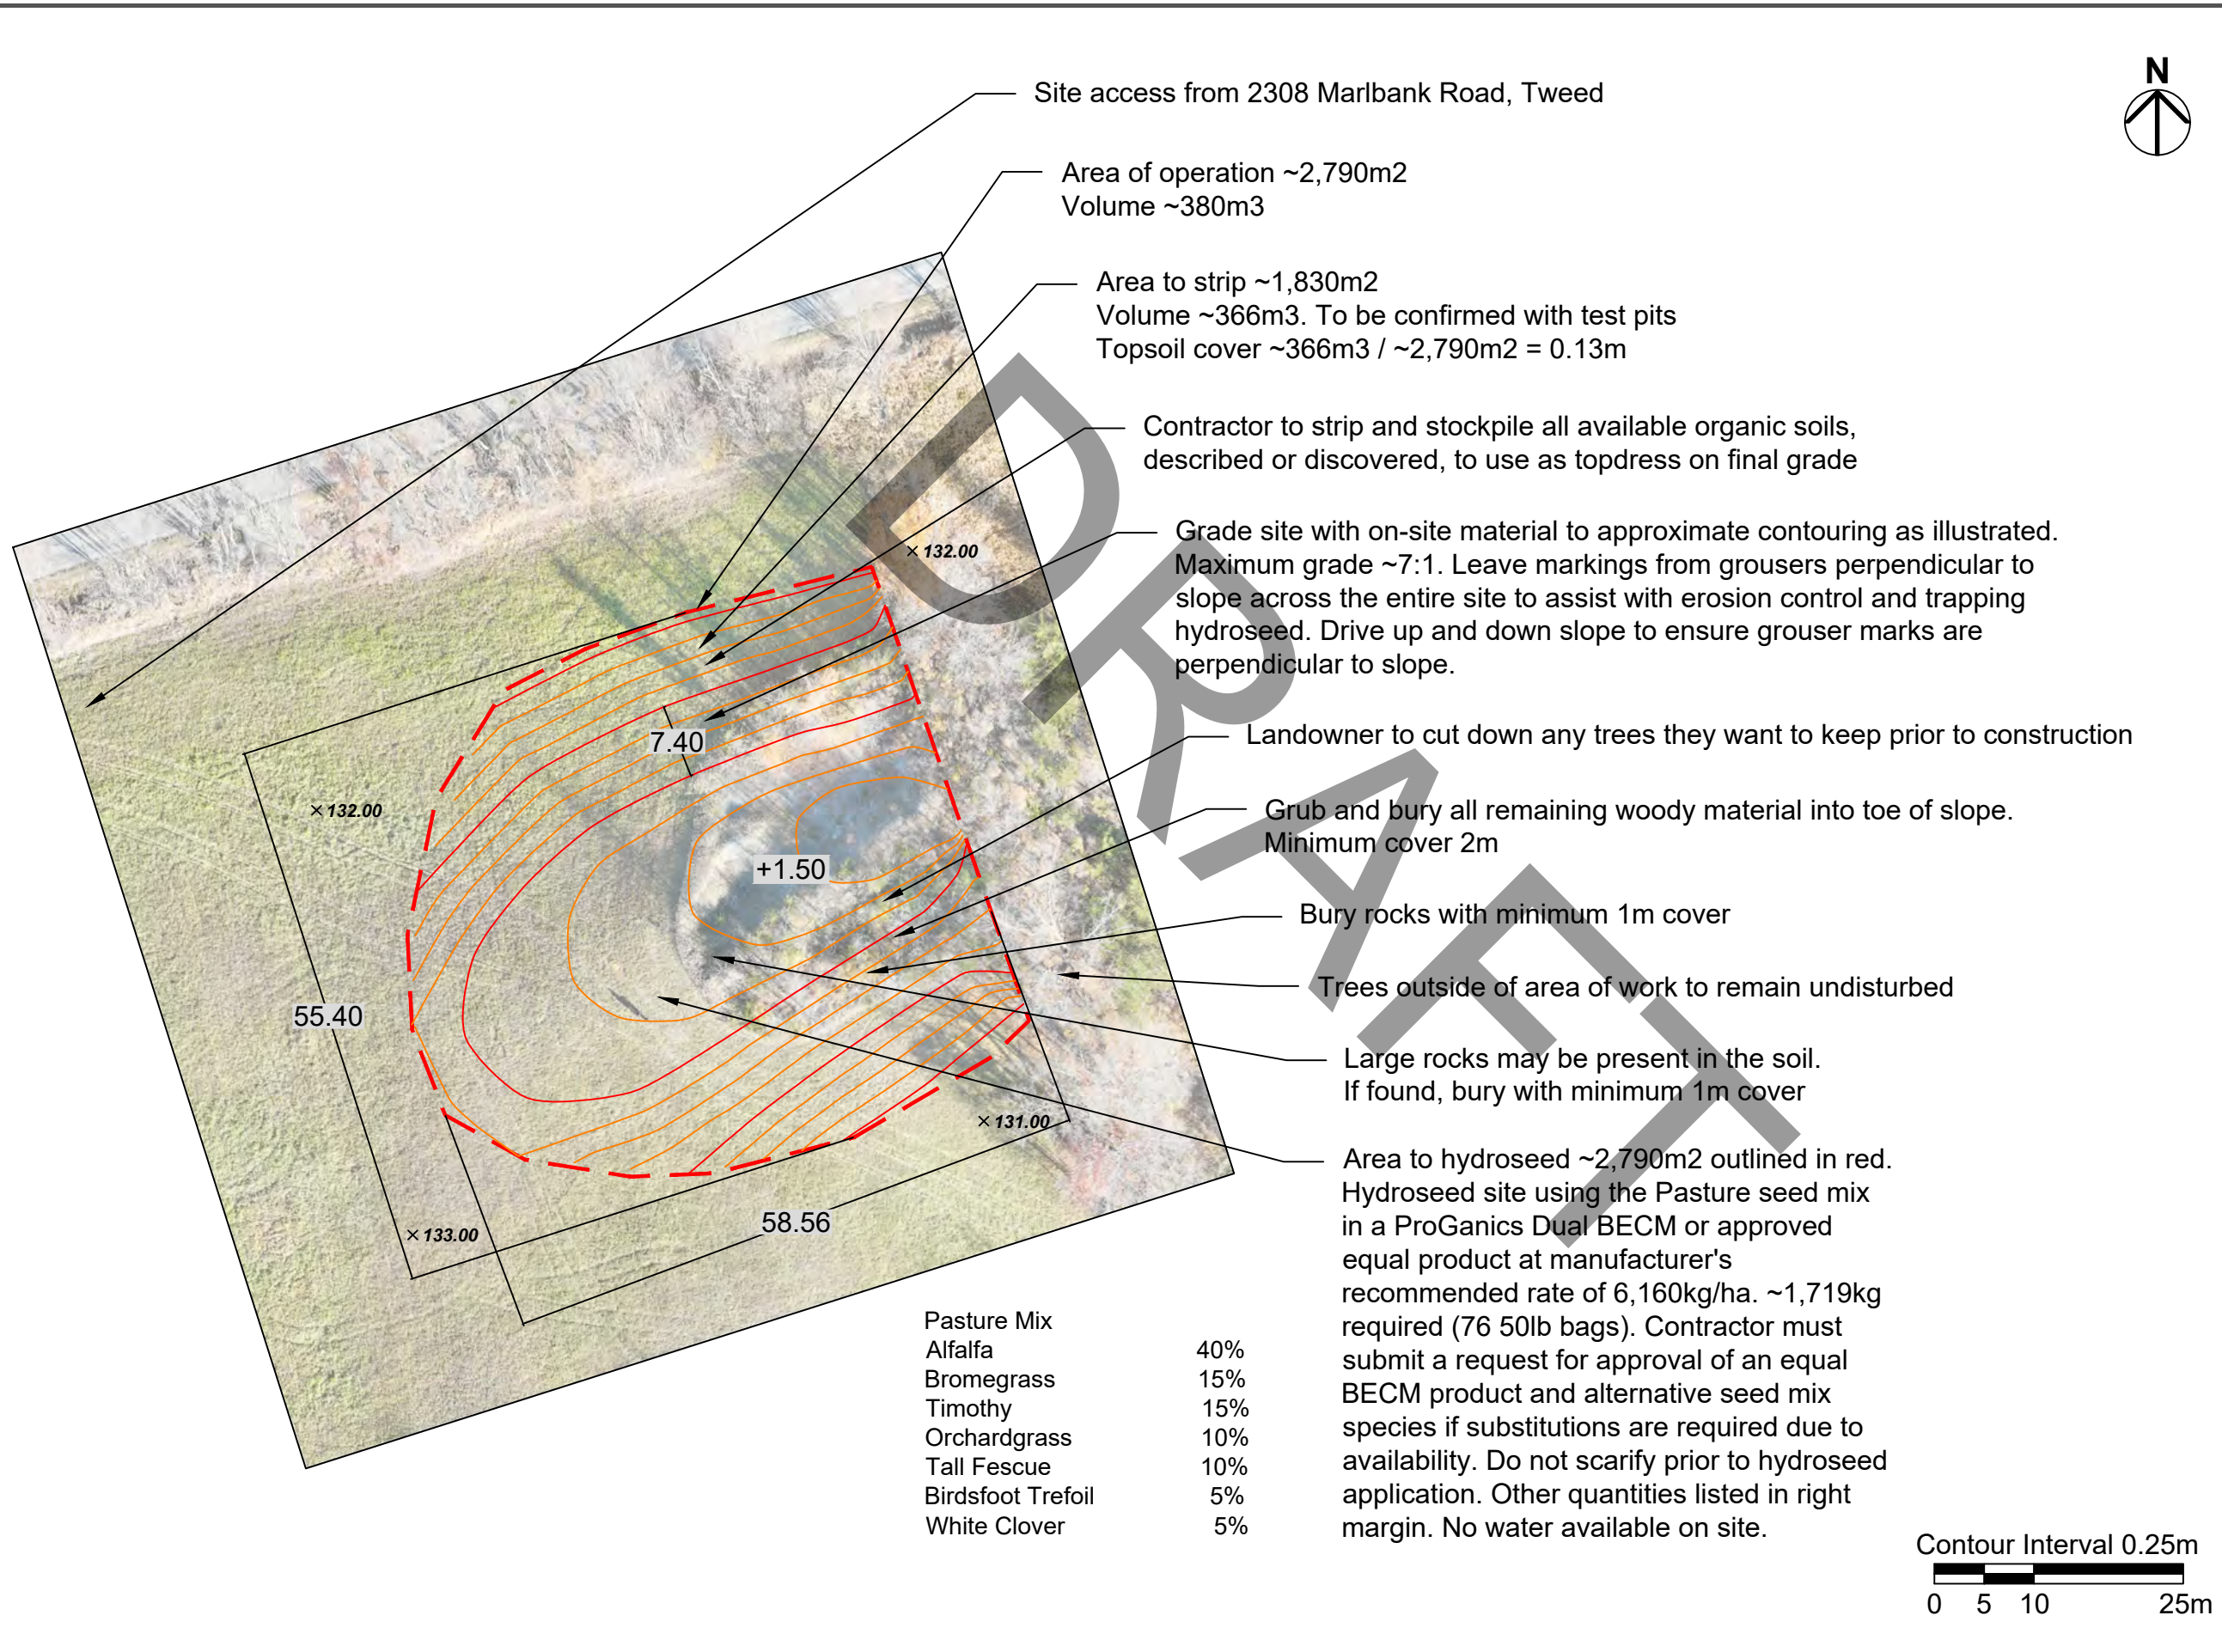 N
Site access from 2308 Marlbank Road, Tweed
Area of operation ~2,790m2
Volume ~380m3
Area to strip ~1,830m2
Volume ~366m3. To be confirmed with test pits
Topsoil cover ~366m3 / ~2,790m2 = 0.13m
Contractor to strip and stockpile all available organic soils,
described or discovered, to use as topdress on final grade
Grade site with on-site material to approximate contouring as illustrated.
Maximum grade ~7:1. Leave markings from grousers perpendicular to
slope across the entire site to assist with erosion control and trapping
hydroseed. Drive up and down slope to ensure grouser marks are
perpendicular to slope.
Landowner to cut down any trees they want to keep prior to construction
Grub and bury all remaining woody material into toe of slope.
Minimum cover 2m
Bury rocks with minimum 1m cover
Trees outside of area of work to remain undisturbed
Large rocks may be present in the soil.
If found, bury with minimum 1m cover
Area to hydroseed ~2,790m2 outlined in red.
Hydroseed site using the Pasture seed mix
in a ProGanics Dual BECM or approved
equal product at manufacturer's
recommended rate of 6,160kg/ha. ~1,719kg
required (76 50lb bags). Contractor must
submit a request for approval of an equal
BECM product and alternative seed mix
species if substitutions are required due to
availability. Do not scarify prior to hydroseed
application. Other quantities listed in right
margin. No water available on site.
132.00
7.40
132.00
+1.50
55.40
131.00
133.00
58.56
DRAFT
Pasture Mix
Alfalfa 40%
Bromegrass 15%
Timothy 15%
Orchardgrass 10%
Tall Fescue 10%
Birdsfoot Trefoil 5%
White Clover 5%
Contour Interval 0.25m
0 5 10 25m